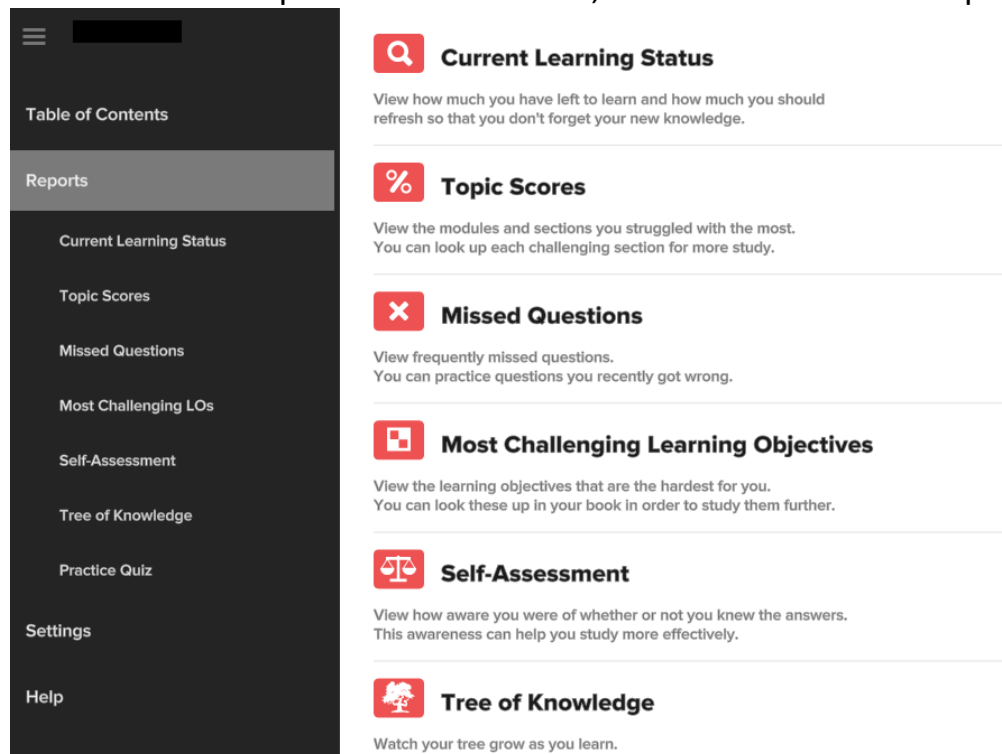 Table of Contents
Reports
Current Learning Status
Topic Scores
Missed Questions
Most Challenging LOs
Self-Assessment
Tree of Knowledge
Practice Quiz
Settings
Help
Current Learning Status
View how much you have left to learn and how much you should
refresh so that you don't forget your new knowledge.
% Topic Scores
View the modules and sections you struggled with the most.
You can look up each challenging section for more study.
Missed Questions
View frequently missed questions.
You can practice questions you recently got wrong.
Most Challenging Learning Objectives
View the learning objectives that are the hardest for you.
You can look these up in your book in order to study them further.
Self-Assessment
View how aware you were of whether or not you knew the answers.
This awareness can help you study more effectively.
Tree of Knowledge
Watch your tree grow as you learn.